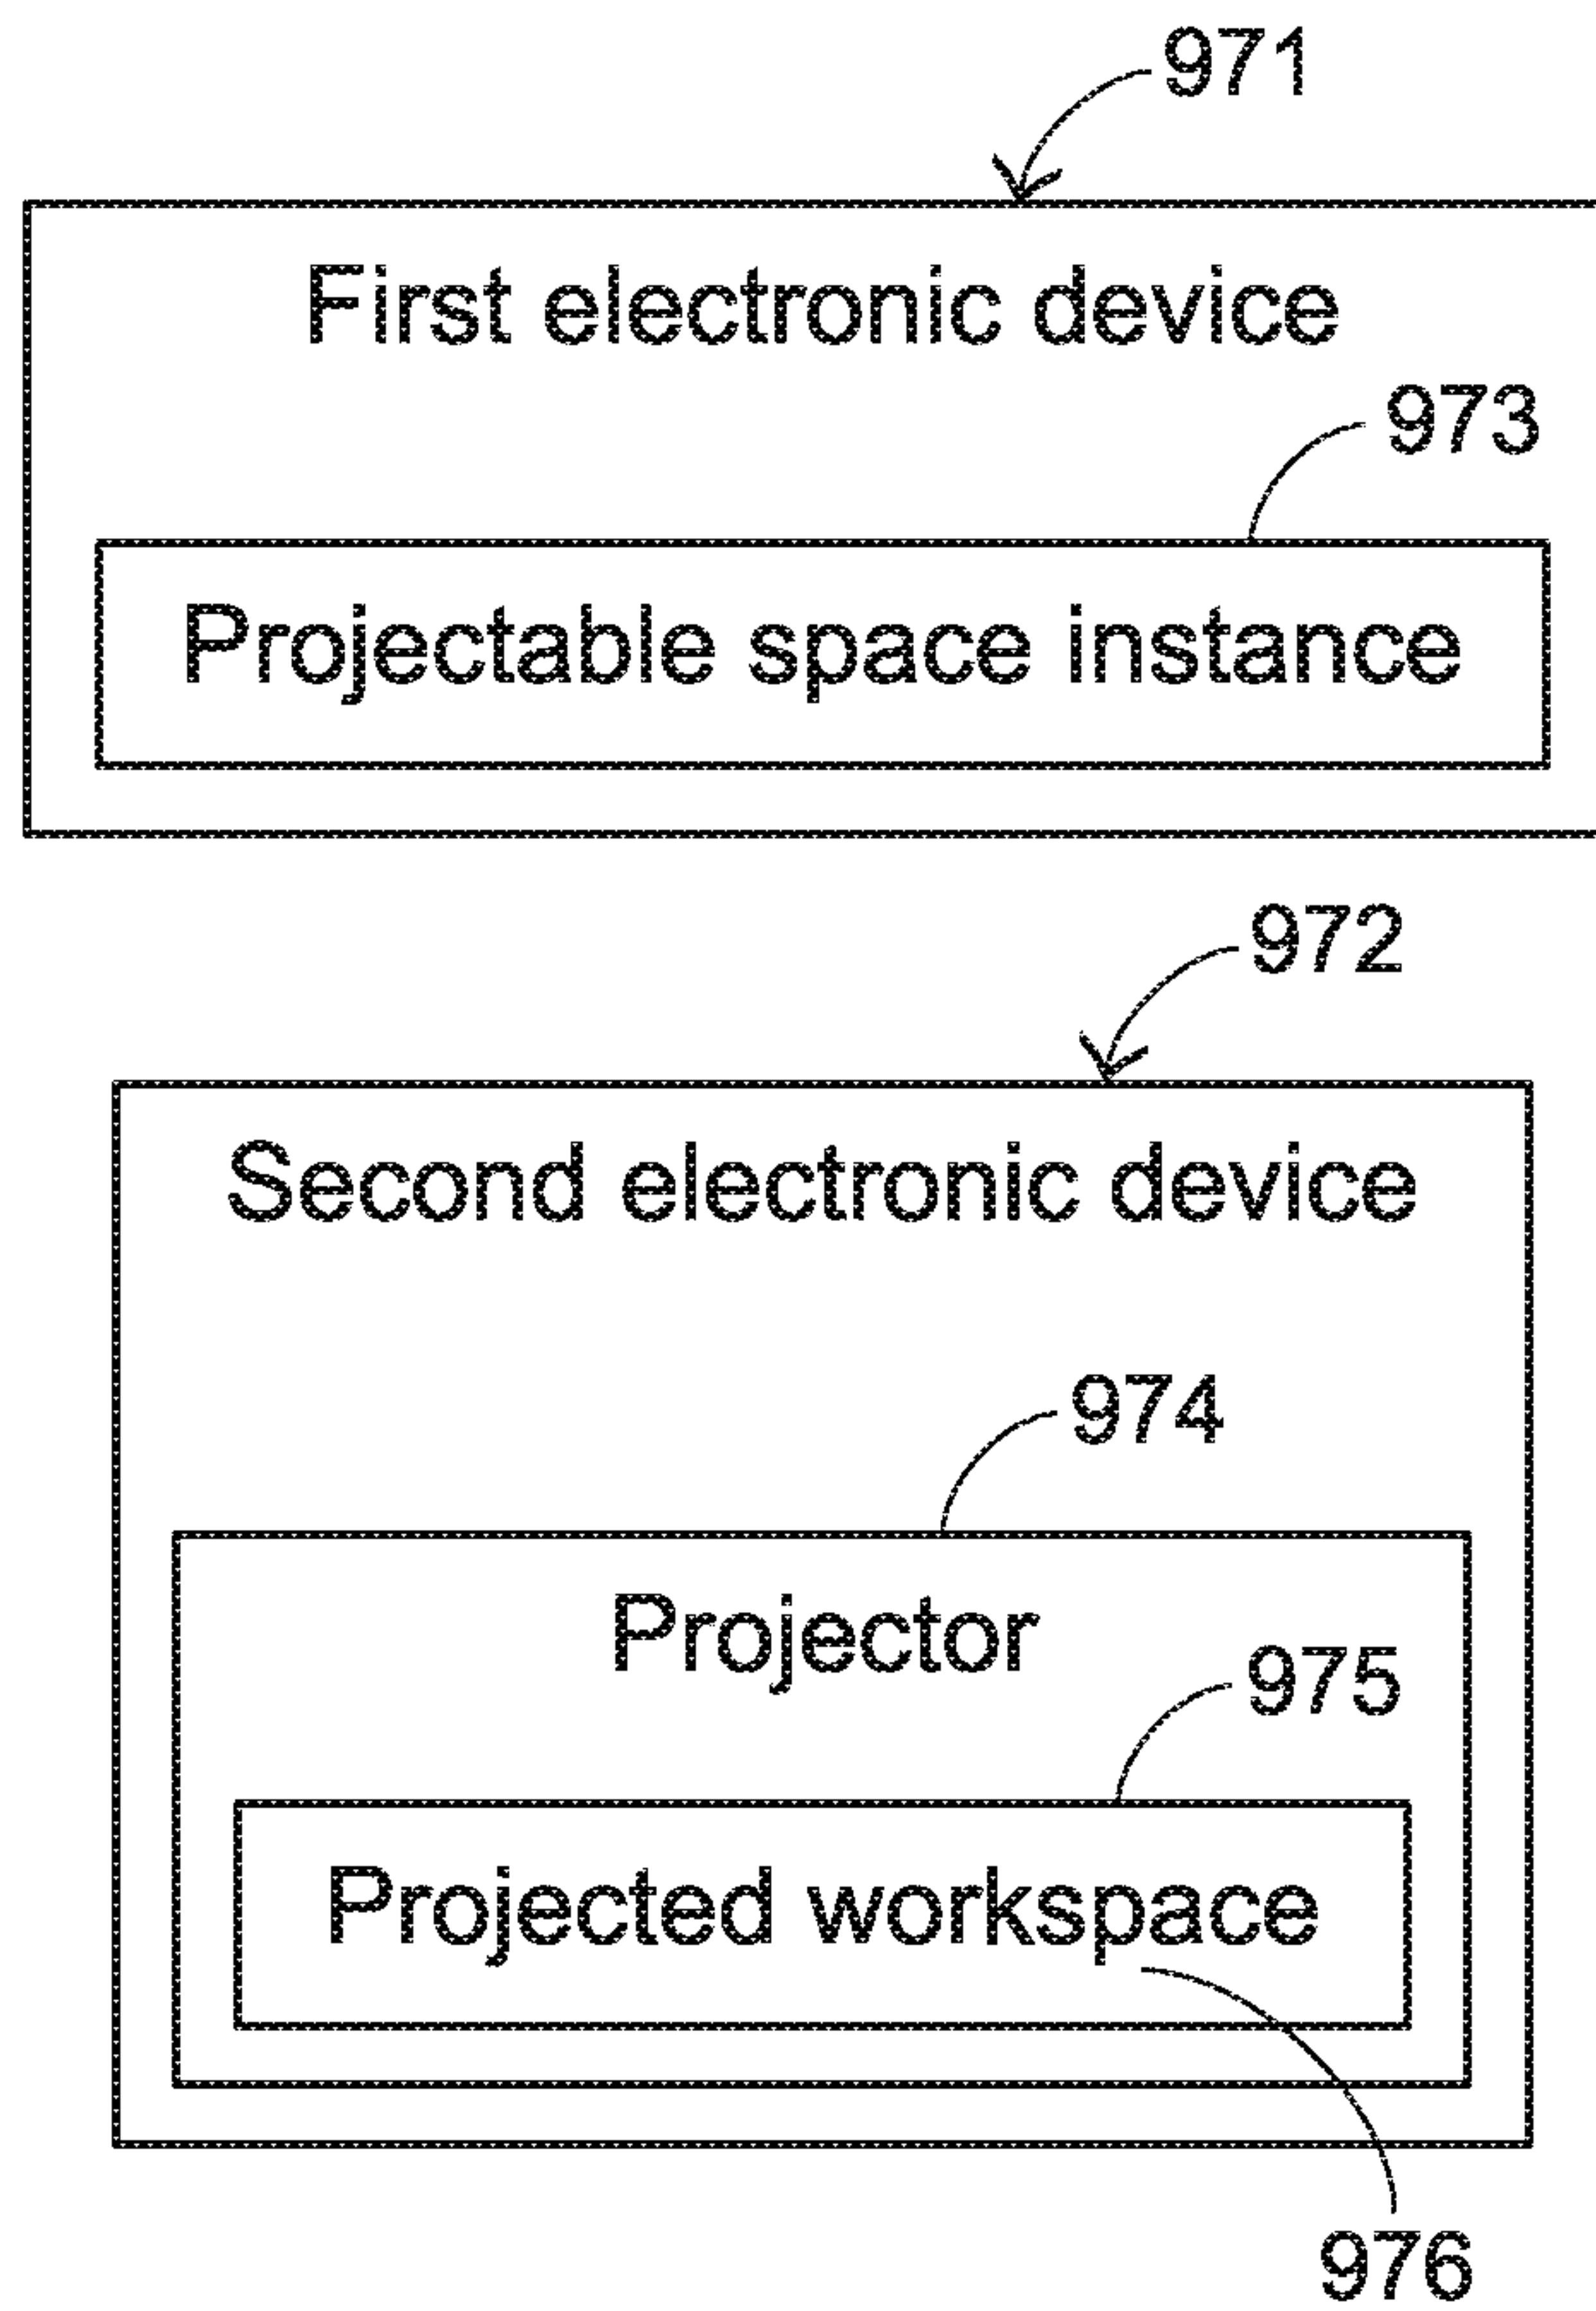 971
First electronic device
973
Projectable space instance
972
Second electronic device
974
Projector
975
Projected workspace
976